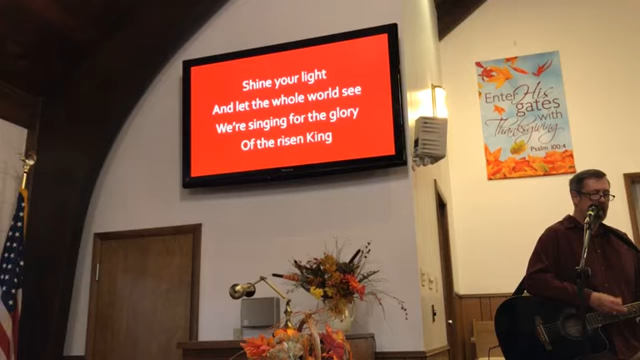 Shine your light
And let the whole world see
We're singing for the glory
Of the risen King
Enter His
gates
with
Thanksgiving
Psalm 100:4